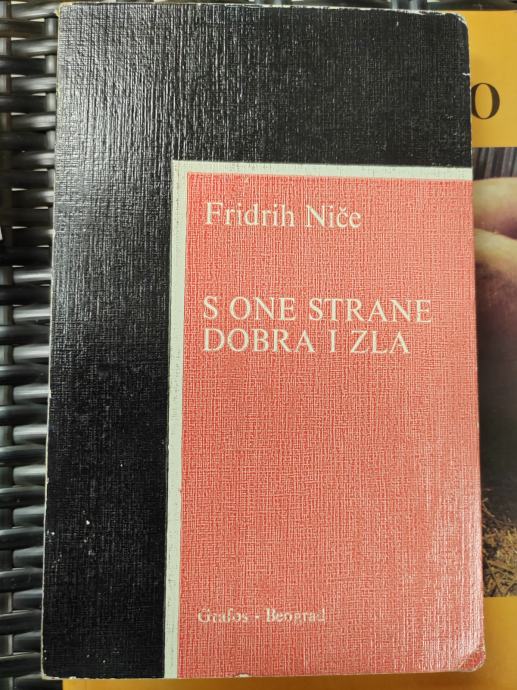 Fridrih Niče
S ONE STRANE
DOBRA I ZLA
Grafos - Beograd
O